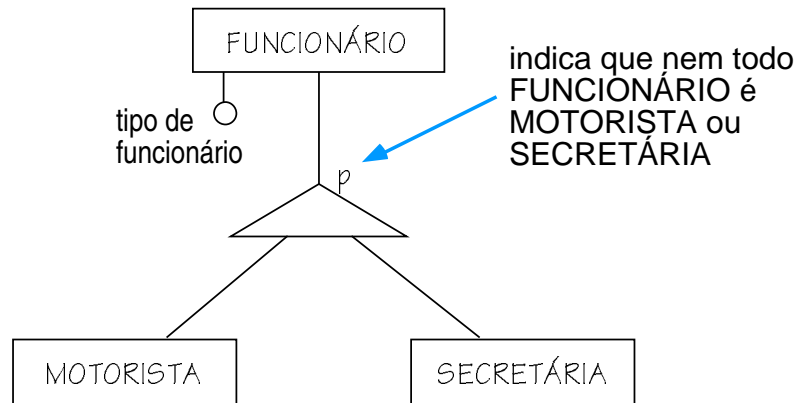 FUNCIONÁRIO
indica que nem todo
FUNCIONÁRIO é
MOTORISTA ou
SECRETÁRIA
tipo de
funcionário
p
MOTORISTA
SECRETÁRIA